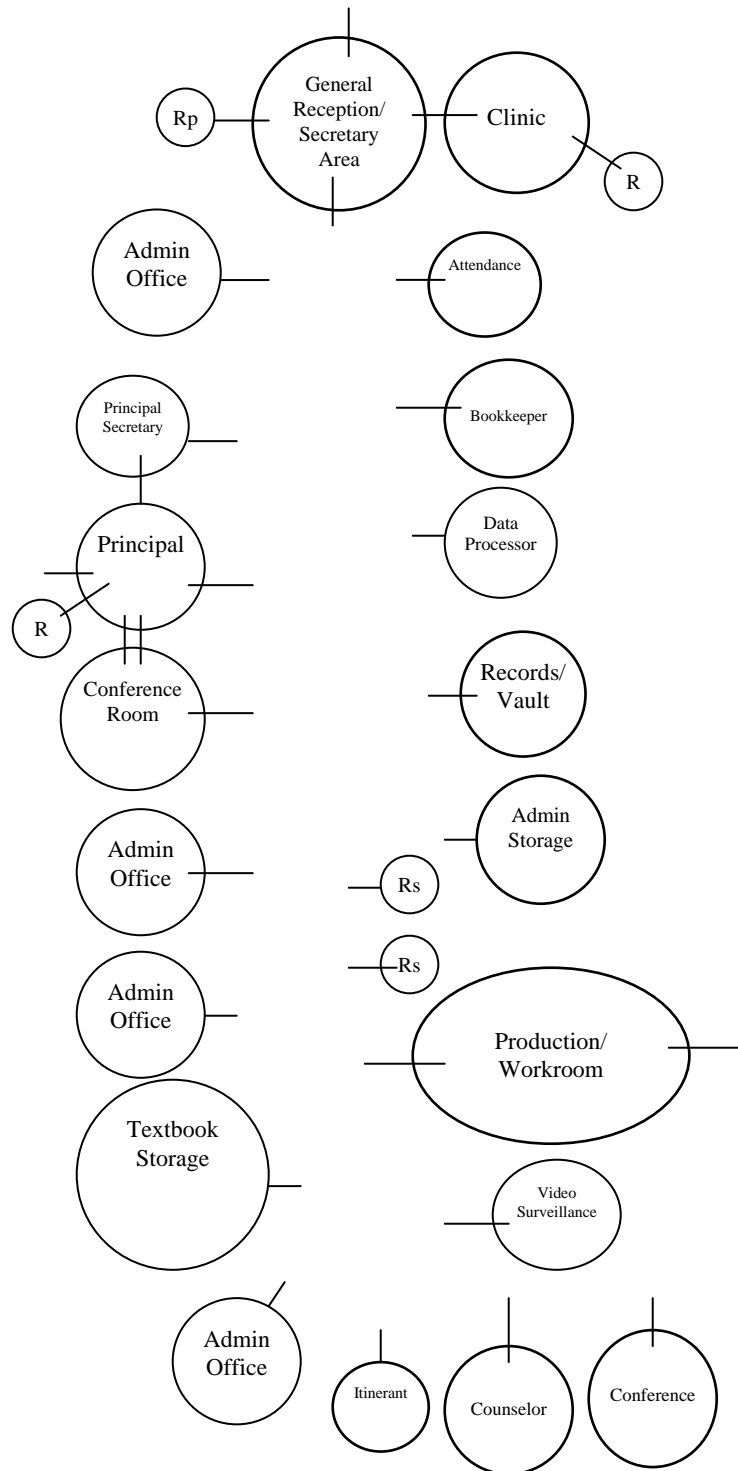 General
Reception/
Secretary
Area
Rp
Clinic
R
Admin
Office
Attendance
Principal
Secretary
Bookkeeper
Principal
Data
Processor
R
Conference
Room
Records/
Vault
Admin
Storage
Admin
Office
Rs
Rs
Admin
Office
Production/
Workroom
Textbook
Storage
Video
Surveillance
Admin
Office
Itinerant
Counselor
Conference